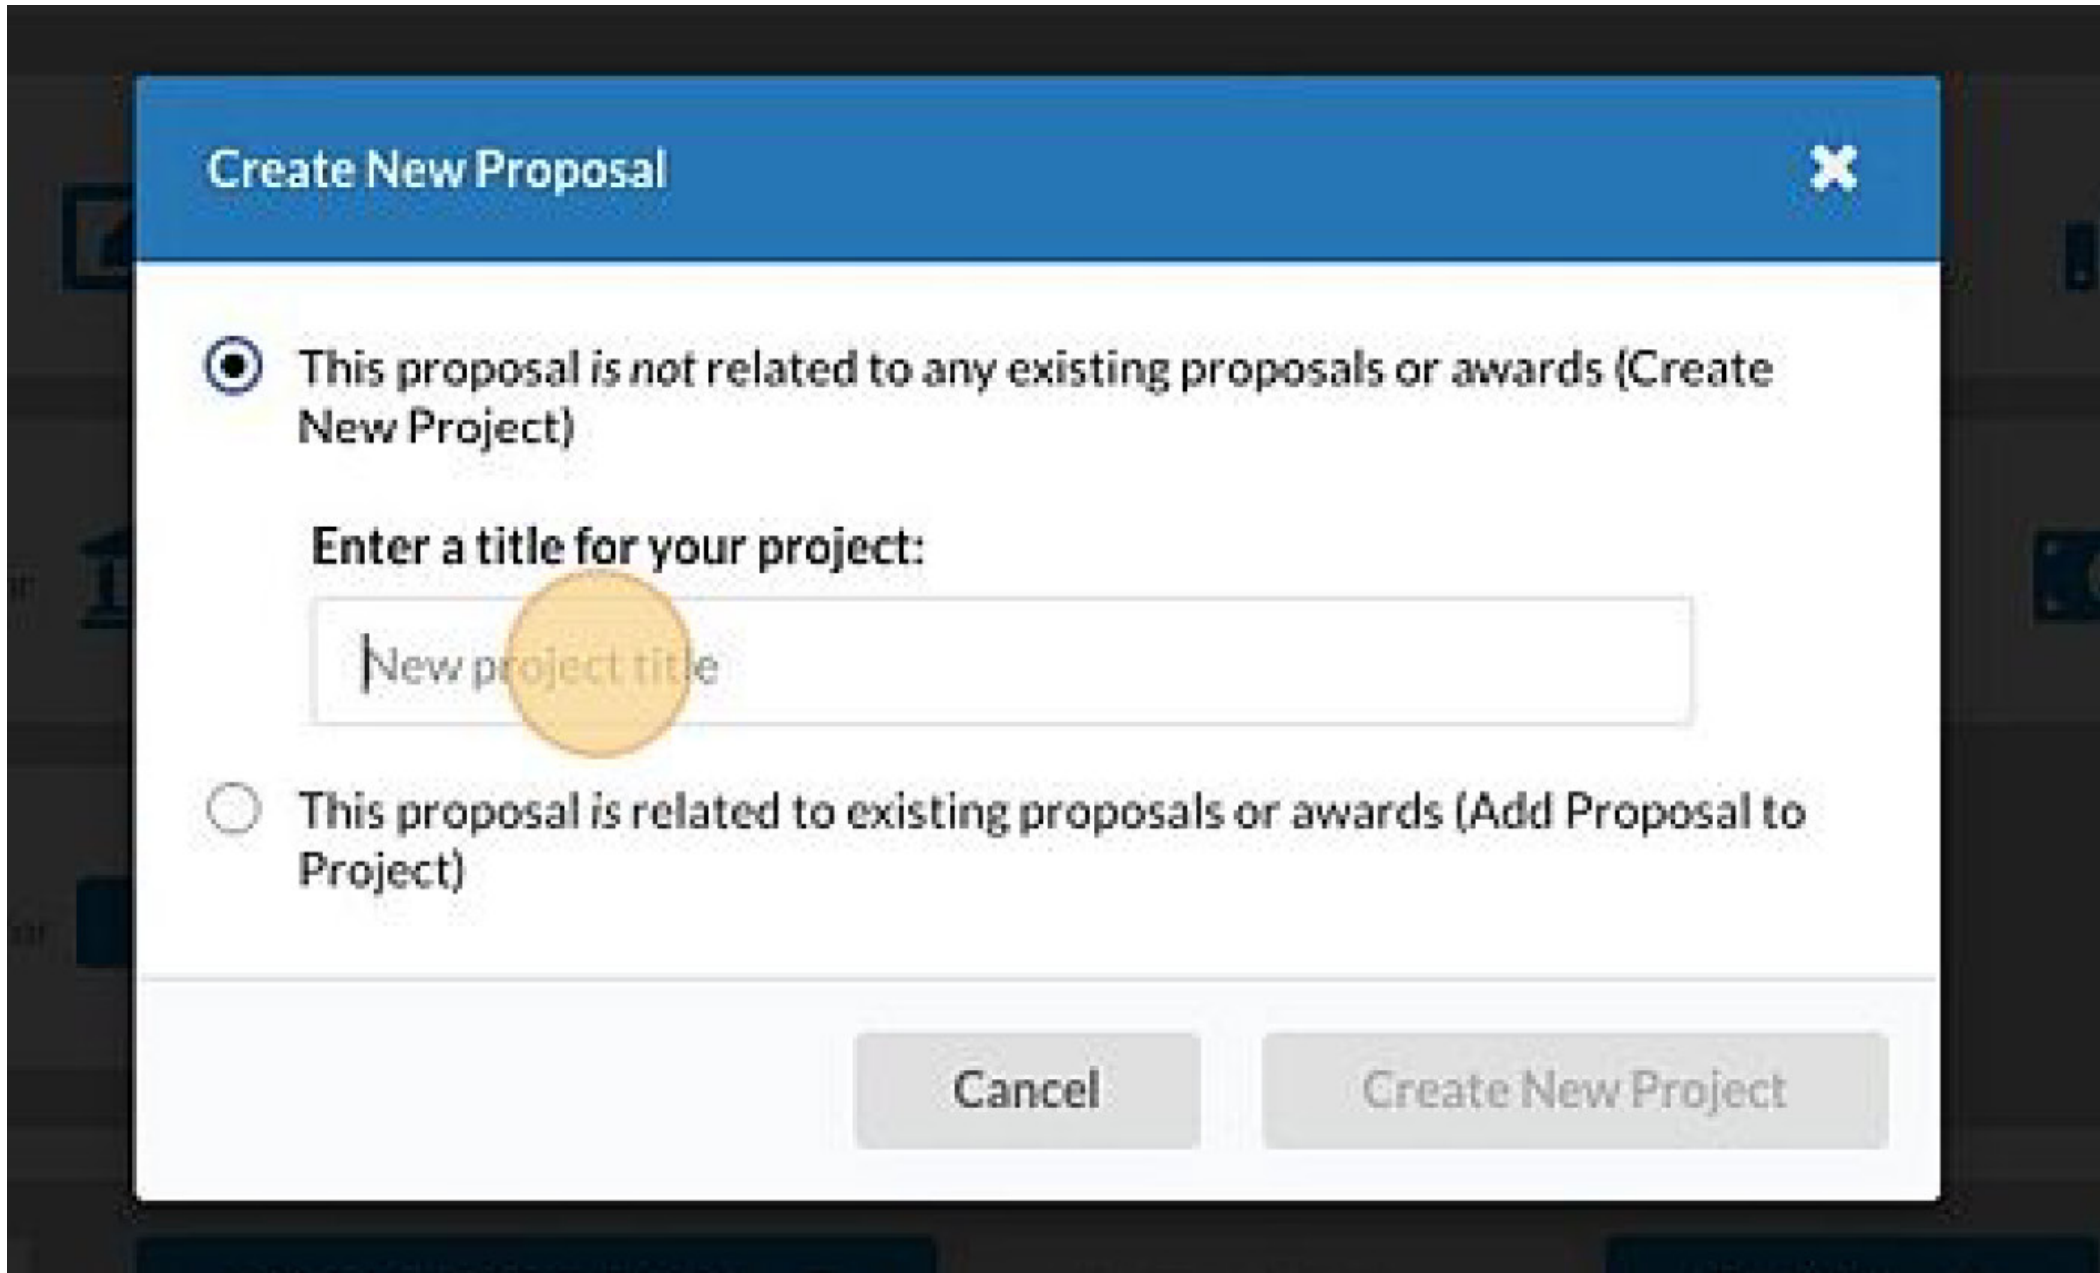 Create New Proposal
This proposal is not related to any existing proposals or awards (Create
New Project)
Enter a title for your project:
New project title
This proposal is related to existing proposals or awards (Add Proposal to
Project)
Cancel
Create New Project